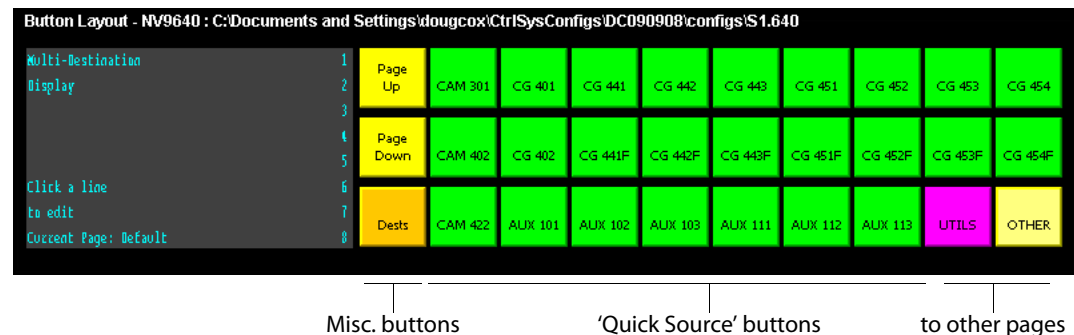 Button Layout - NV9640 : C:\Documents and Settings\dougcox\CtrlSysConfigs\DC090908\configs\S1.640
Multi-Destination 1
Display 2
3
4
5
Click a line 6
to edit 7
Current Page: Default 8
Page Up CAM 301 CG 401 CG 441 CG 442 CG 443 CG 451 CG 452 CG 453 CG 454
Page Down CAM 402 CG 402 CG 441F CG 442F CG 443F CG 451F CG 452F CG 453F CG 454F
Dests CAM 422 AUX 101 AUX 102 AUX 103 AUX 111 AUX 112 AUX 113 UTILS OTHER
Misc. buttons 'Quick Source' buttons to other pages